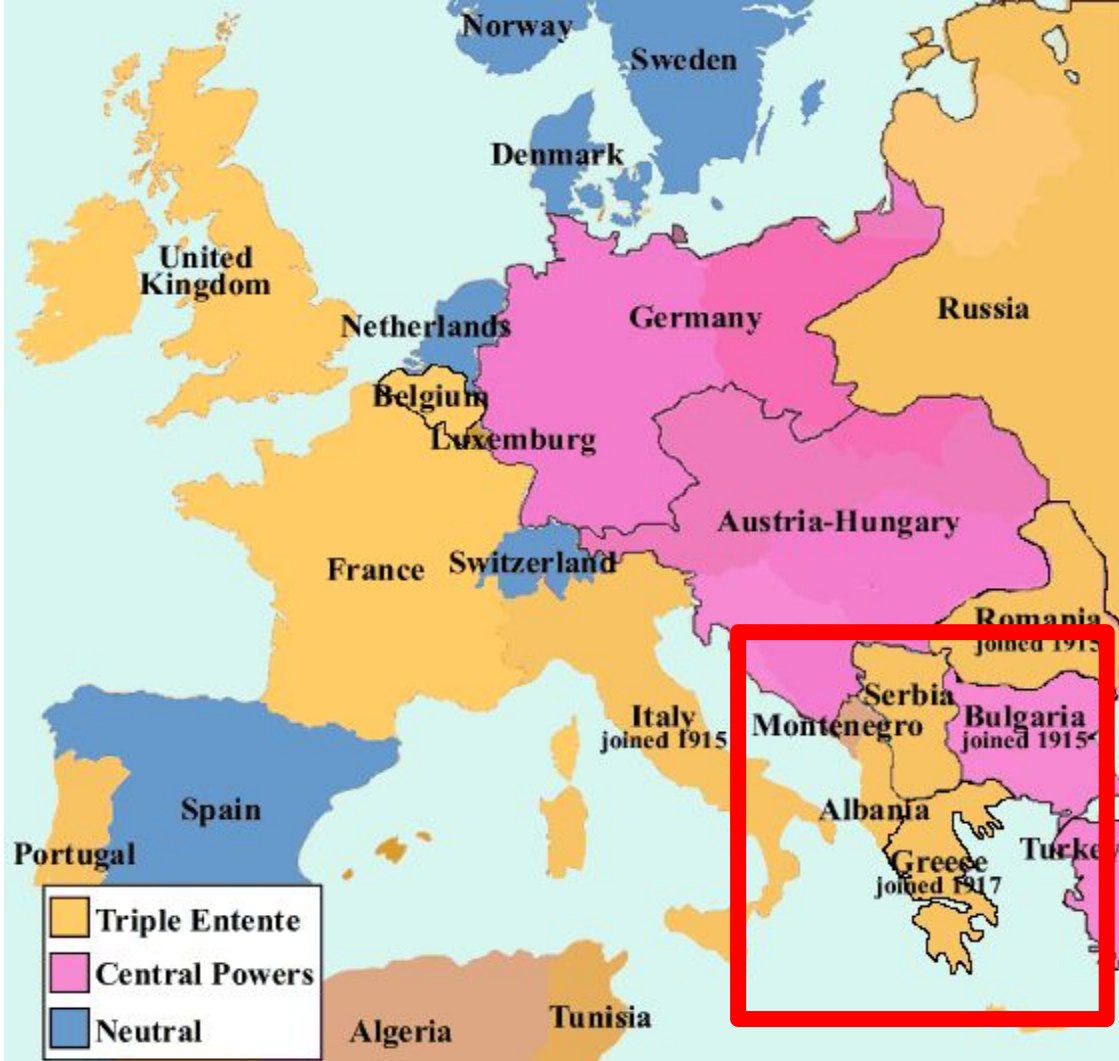 Norway
Sweden
Denmark
United
Kingdom
Netherlands
Germany
Russia
Belgium
Luxemburg
Austria-Hungary
France
Switzerland
Romania
joined 1915
Serbia
Italy
joined 1915
Montenegro
Bulgaria
joined 1915
Spain
Albania
Portugal
Greece
joined 1917
Turkey
Triple Entente
Central Powers
Neutral
Algeria
Tunisia